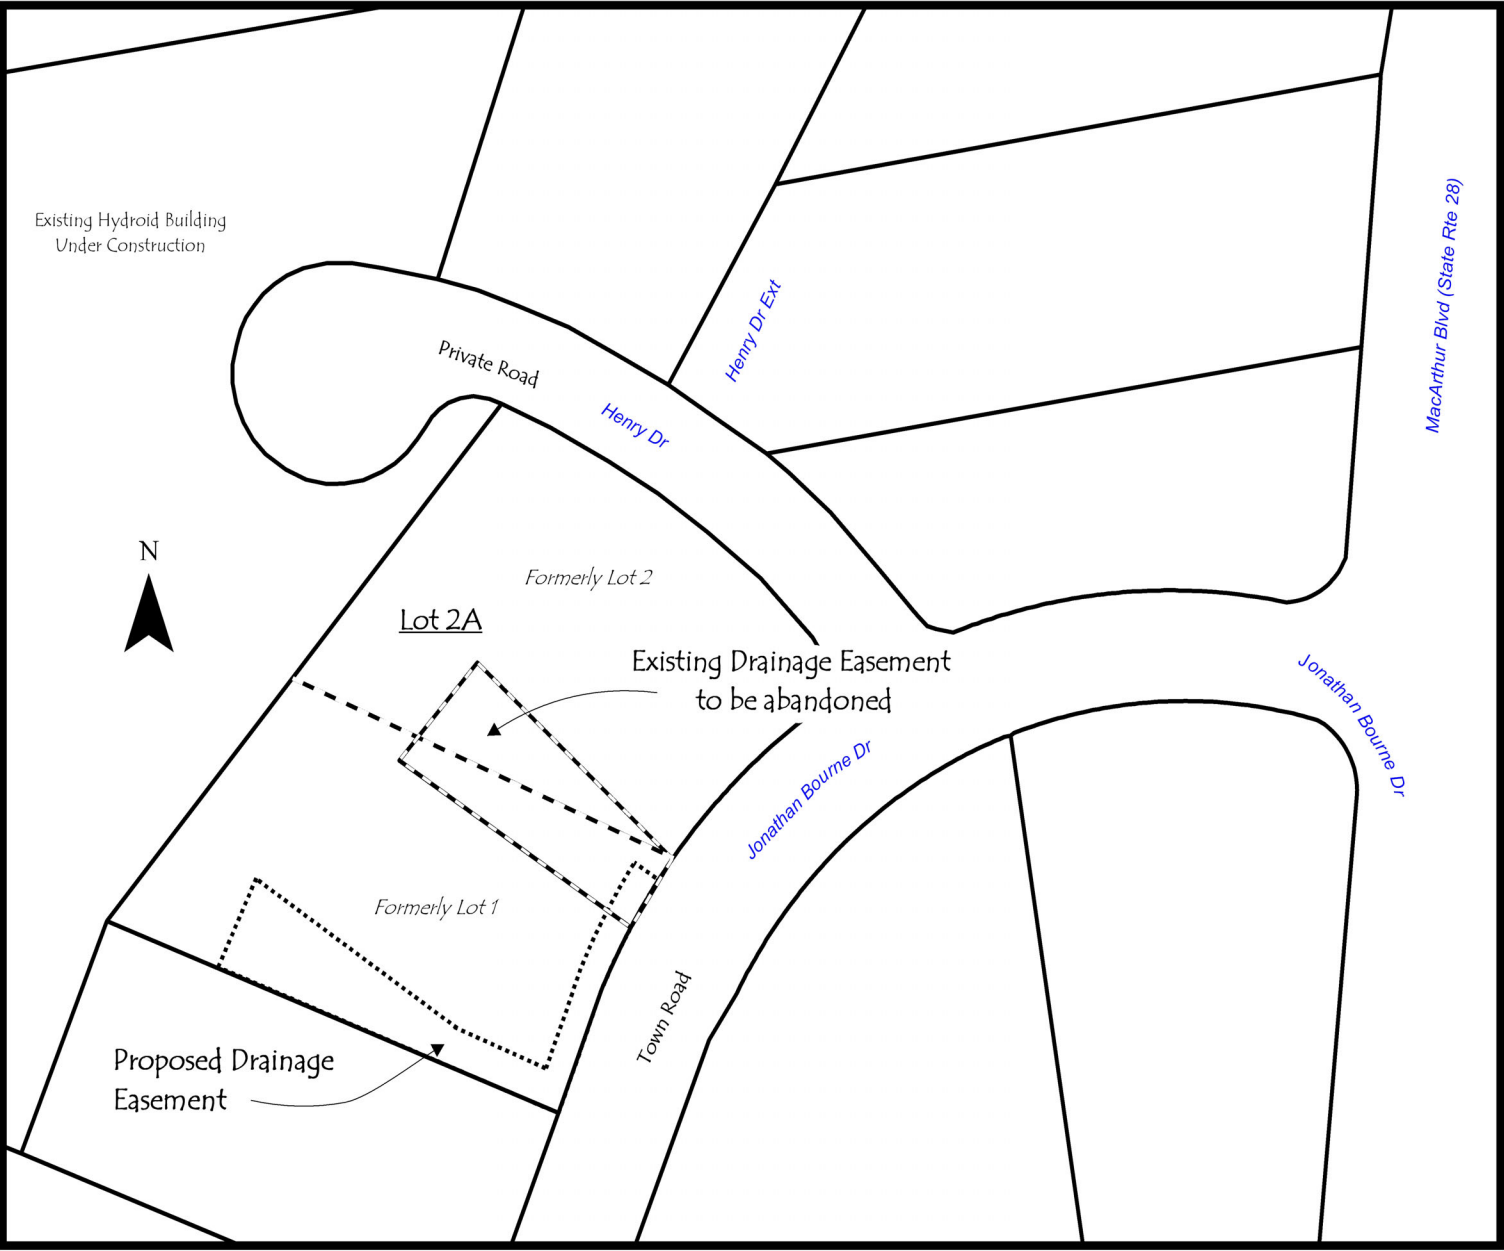 Existing Hydroid Building
Under Construction
MacArthur Blvd (State Rte 28)
Henry Dr Ext
Private Road
Henry Dr
N
Formerly Lot 2
Lot 2A
Existing Drainage Easement
to be abandoned
Jonathan Bourne Dr
Jonathan Bourne Dr
Formerly Lot 1
Town Road
Proposed Drainage
Easement